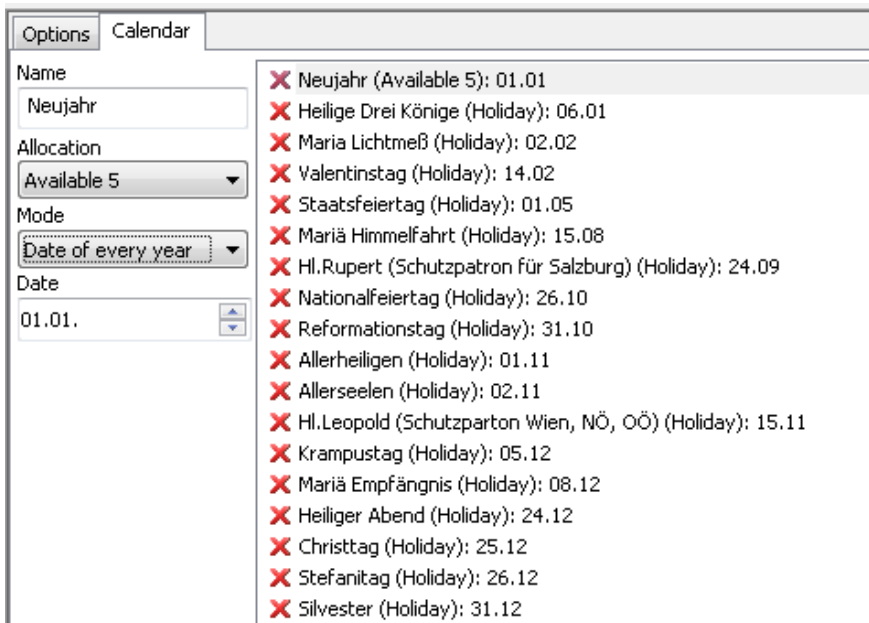 Options Calendar
Name
Neujahr
Allocation
Available 5
Mode
Date of every year
Date
01.01.
Neujahr (Available 5): 01.01
Heilige Drei Könige (Holiday): 06.01
Maria Lichtmeß (Holiday): 02.02
Valentinstag (Holiday): 14.02
Staatsfeiertag (Holiday): 01.05
Mariä Himmelfahrt (Holiday): 15.08
Hl.Rupert (Schutzpatron für Salzburg) (Holiday): 24.09
Nationalfeiertag (Holiday): 26.10
Reformationstag (Holiday): 31.10
Allerheiligen (Holiday): 01.11
Allerseelen (Holiday): 02.11
Hl.Leopold (Schutzparton Wien, NÖ, OÖ) (Holiday): 15.11
Krampustag (Holiday): 05.12
Mariä Empfängnis (Holiday): 08.12
Heiliger Abend (Holiday): 24.12
Christtag (Holiday): 25.12
Stefanitag (Holiday): 26.12
Silvester (Holiday): 31.12